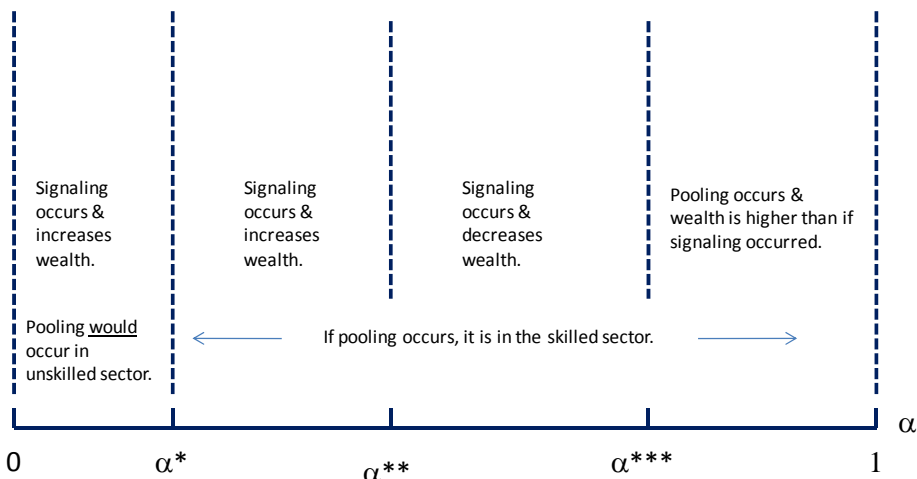 Signaling
occurs &
increases
wealth.
Signaling
occurs &
increases
wealth.
Signaling
occurs &
decreases
wealth.
Pooling occurs &
wealth is higher than if
signaling occurred.
Pooling would
occur in
unskilled sector.
If pooling occurs, it is in the skilled sector.
α
0
α*
α**
α***
1